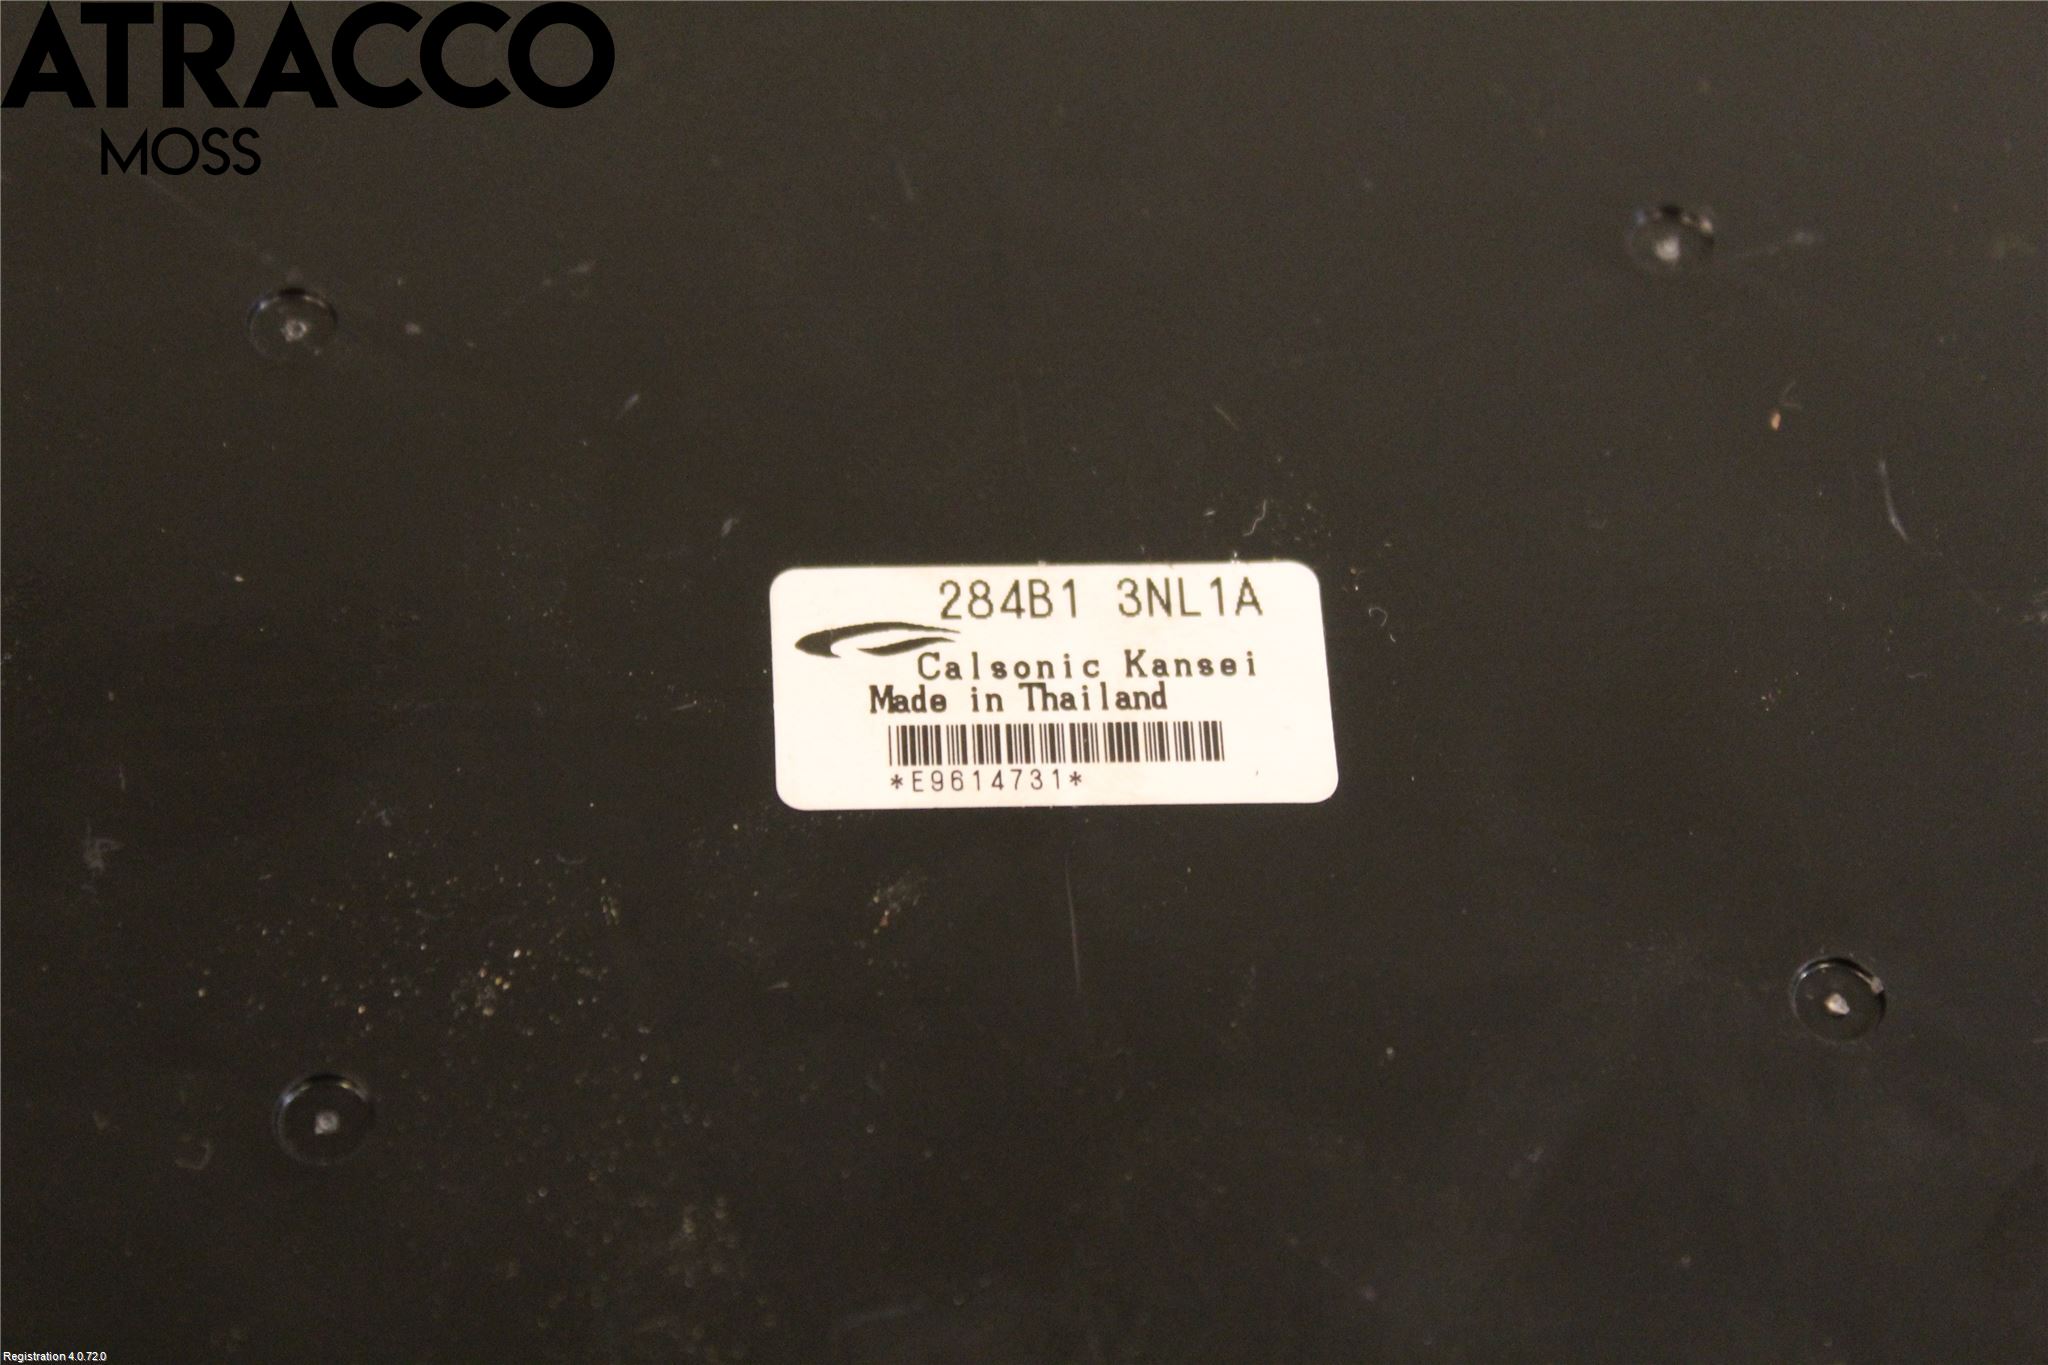 ATRACCO
MOSS
284B1 3NL1A
Calsonic Kansei
Made in Thailand
*E9614731*
Registration 4.0.72.0